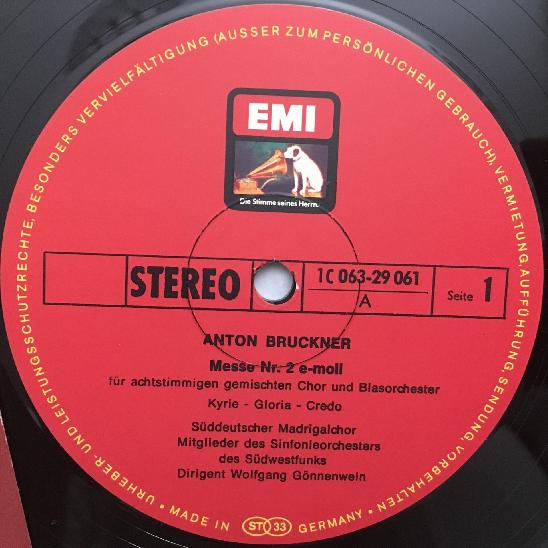 URHEBER- UND LEISTUNGSSCHUTZRECHTE, BESONDERS VERVIELFÄLTIGUNG (AUSSER ZUM PERSÖNLICHEN GEBRAUCH), VERMIETUNG, AUFFÜHRUNG, SENDUNG, VORBEHALTEN · MADE IN ST 33 GERMANY ·
EMI
Die Stimme seines Herrn.
STEREO
1C 063-29 061
A
Seite 1
ANTON BRUCKNER
Messe Nr. 2 e-moll
für achtstimmigen gemischten Chor und Blasorchester
Kyrie - Gloria - Credo
Süddeutscher Madrigalchor
Mitglieder des Sinfonieorchesters
des Südwestfunks
Dirigent Wolfgang Gönnenwein